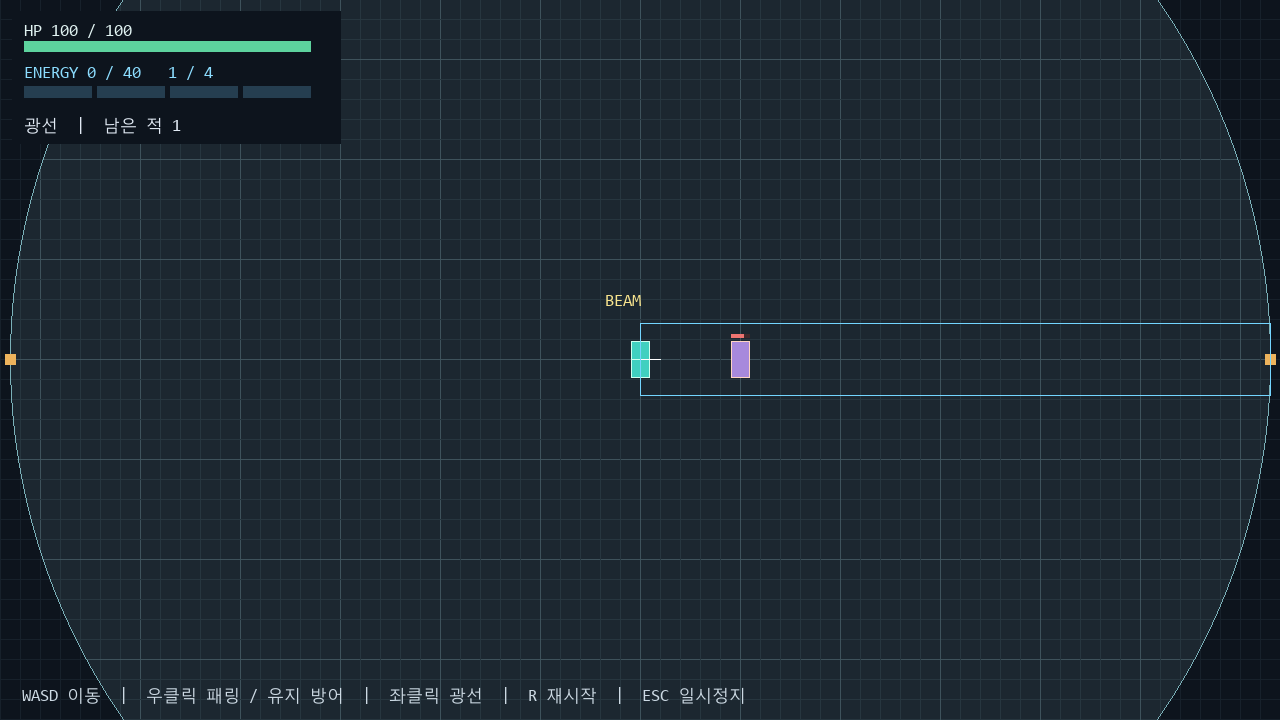 HP 100 / 100
ENERGY 0 / 40 1 / 4
광선 | 남은 적 1
BEAM
WASD 이동 | 우클릭 패링 / 유지 방어 | 좌클릭 광선 | R 재시작 | ESC 일시정지